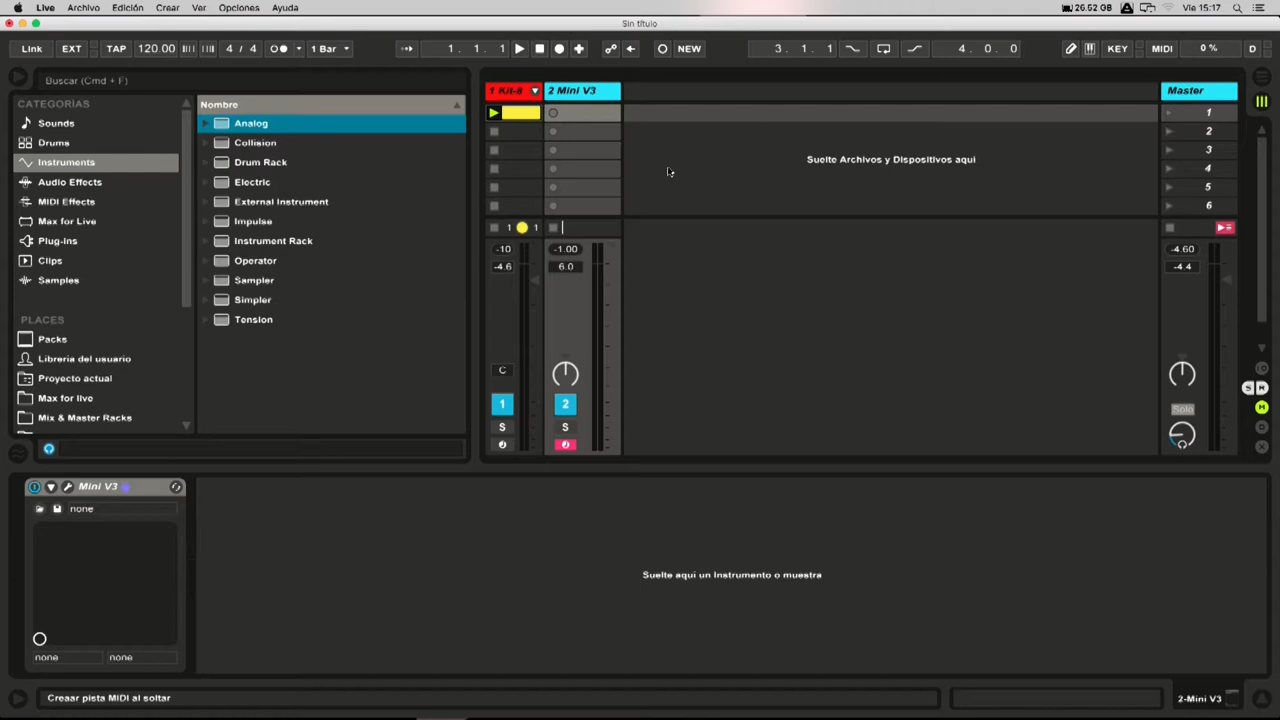 Live Archivo Edición Crear Ver Opciones Ayuda 26.52 GB Vie 15:17
Sin título
Link EXT TAP 120.00 4 / 4 1 Bar 1. 1. 1 NEW 3. 1. 1 4. 0. 0 KEY MIDI 0 % D
Buscar (Cmd + F)
CATEGORÍAS
Sounds
Drums
Instruments
Audio Effects
MIDI Effects
Max for Live
Plug-ins
Clips
Samples
PLACES
Packs
Librería del usuario
Proyecto actual
Max for live
Mix & Master Racks
Nombre
Analog
Collision
Drum Rack
Electric
External Instrument
Impulse
Instrument Rack
Operator
Sampler
Simpler
Tension
1 Kit-8 2 Mini V3 Master
1
2
3
4
5
6
Suelte Archivos y Dispositivos aquí
1 1
-10 -1.00 -4.60
-4.6 6.0 -4.4
C
1 2 Solo
S S
S R
M
Mini V3
none
none none
Suelte aquí un Instrumento o muestra
Creaar pista MIDI al soltar
2-Mini V3